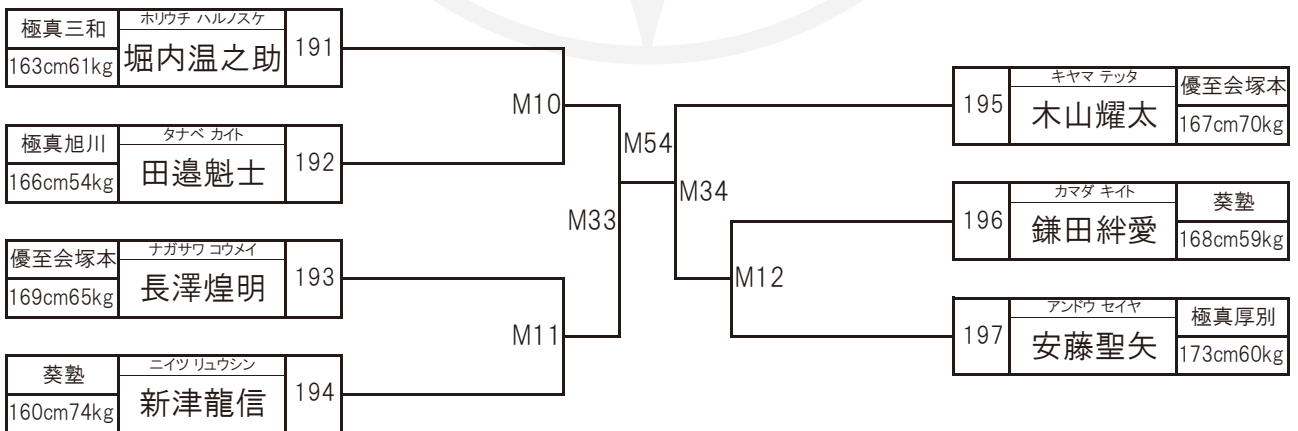 極真三和
163cm61kg
ホリウチ ハルノスケ
堀内温之助
191
極真旭川
166cm54kg
タナベ カイト
田邉魁士
192
優至会塚本
169cm65kg
ナガサワ コウメイ
長澤煌明
193
葵塾
160cm74kg
ニイツ リュウシン
新津龍信
194
M10
M11
M33
M54
M34
M12
195
キヤマ テッタ
木山耀太
優至会塚本
167cm70kg
196
カマダ キイト
鎌田絆愛
葵塾
168cm59kg
197
アンドウ セイヤ
安藤聖矢
極真厚別
173cm60kg